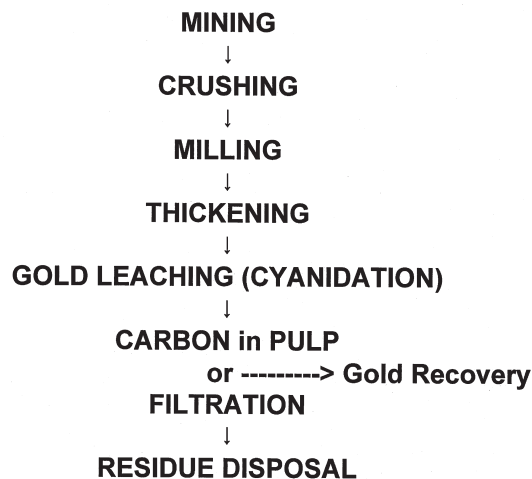 MINING
↓
CRUSHING
↓
MILLING
↓
THICKENING
↓
GOLD LEACHING (CYANIDATION)
↓
CARBON in PULP
or ---------> Gold Recovery
FILTRATION
↓
RESIDUE DISPOSAL